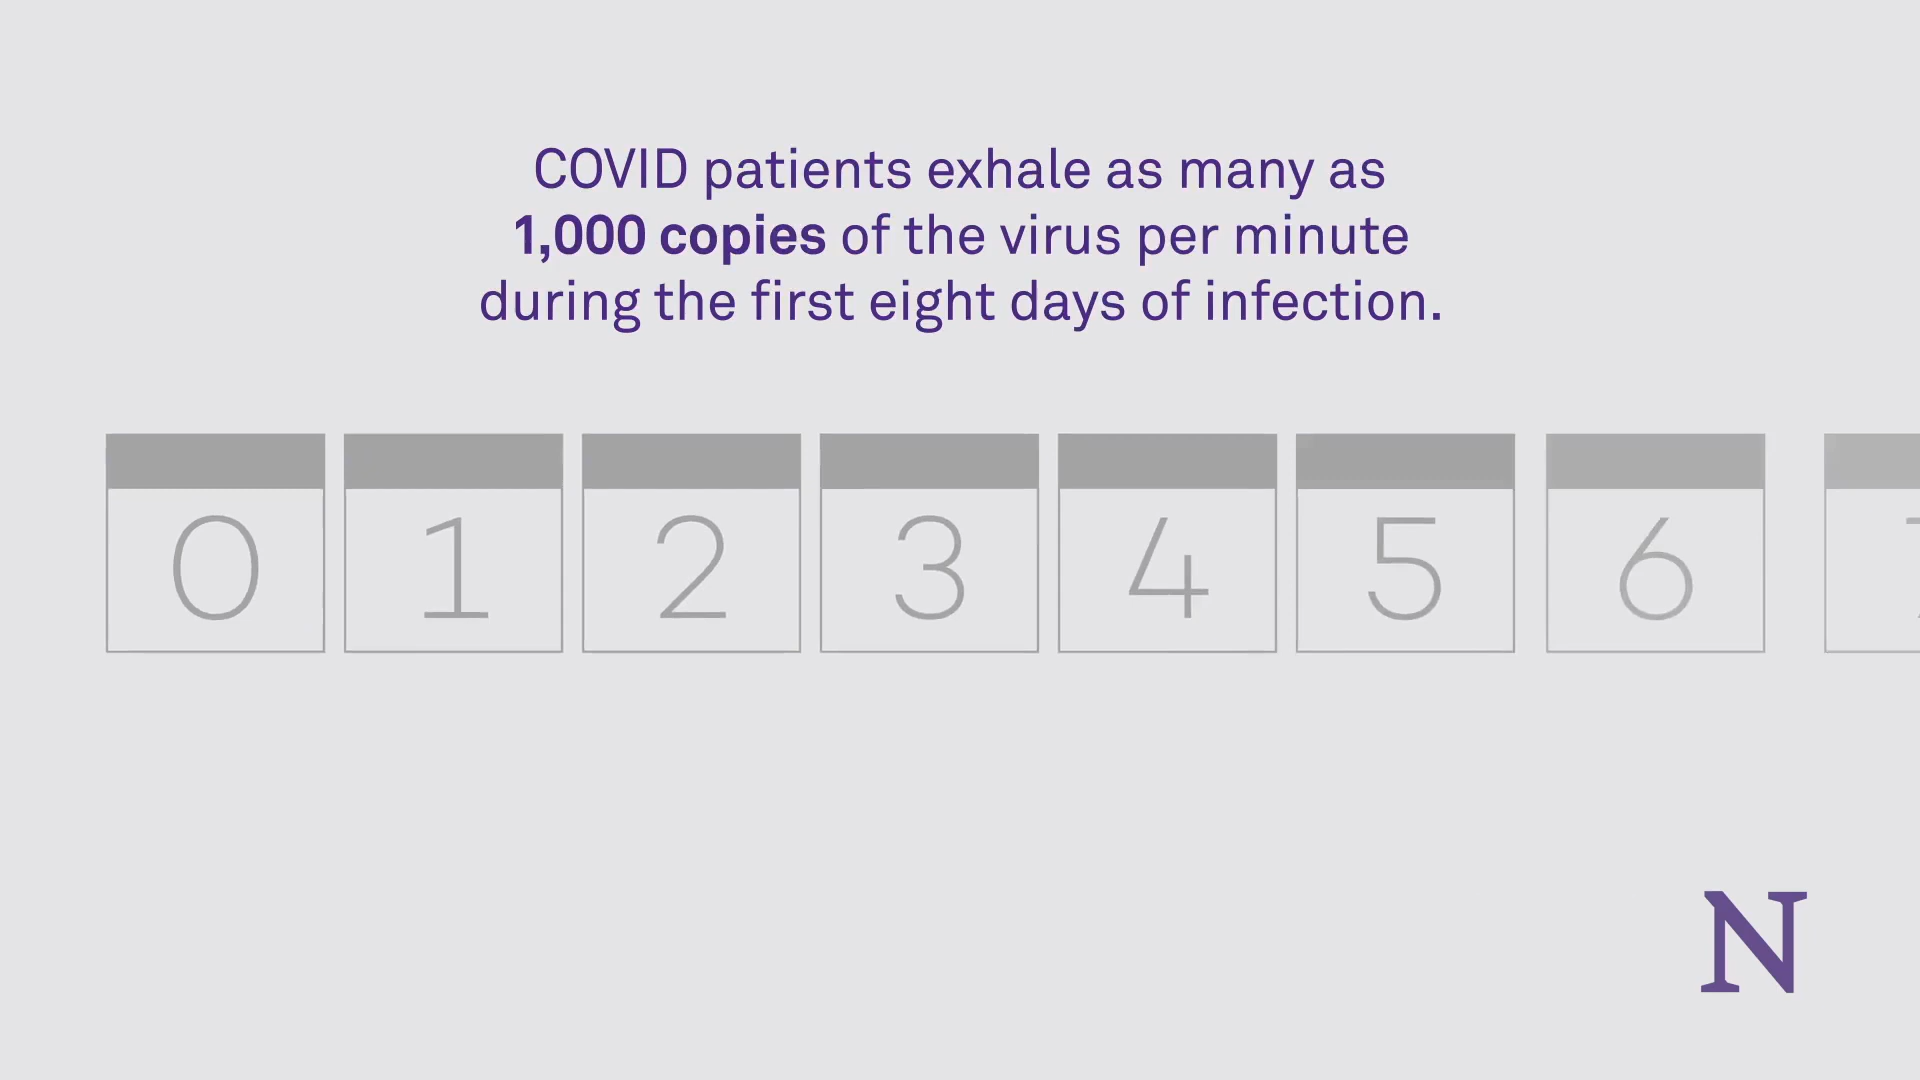 COVID patients exhale as many as
1,000 copies of the virus per minute
during the first eight days of infection.
0 1 2 3 4 5 6
N